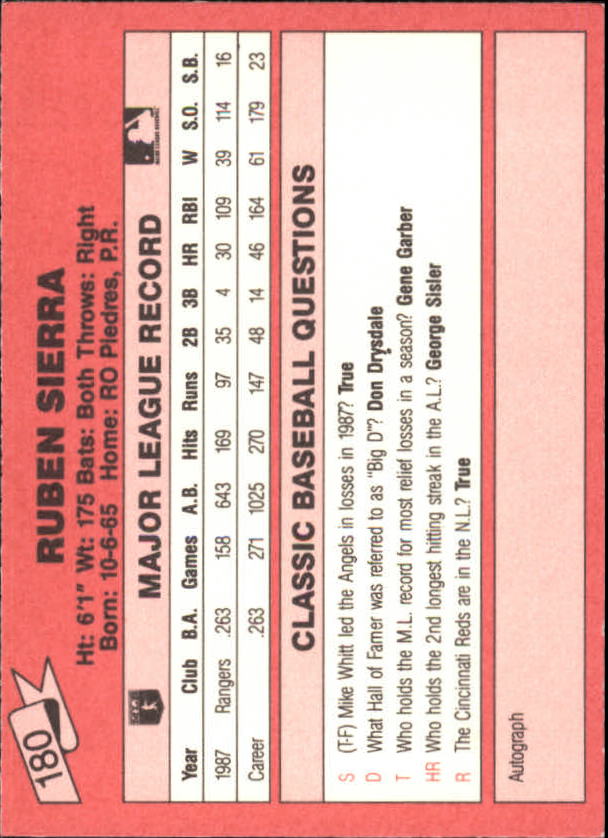 180
RUBEN SIERRA
Ht: 6'1" Wt: 175 Bats: Both Throws: Right
Born: 10-6-65 Home: RO Piedres, P.R.
MAJOR LEAGUE RECORD
Year Club B.A. Games A.B. Hits Runs 2B 3B HR RBI W S.O. S.B.
1987 Rangers .263 158 643 169 97 35 4 30 109 39 114 16
Career .263 271 1025 270 147 48 14 46 164 61 179 23
CLASSIC BASEBALL QUESTIONS
S (T-F) Mike Whitt led the Angels in losses in 1987? True
D What Hall of Famer was referred to as "Big D"? Don Drysdale
T Who holds the M.L. record for most relief losses in a season? Gene Garber
HR Who holds the 2nd longest hitting steak in the A.L.? George Sisler
R The Cincinnati Reds are in the N.L.? True
Autograph